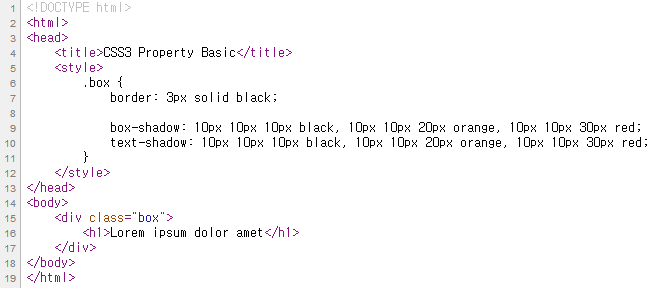 1 <!DOCTYPE html>
2 <html>
3 <head>
4     <title>CSS3 Property Basic</title>
5     <style>
6         .box {
7             border: 3px solid black;
8
9             box-shadow: 10px 10px 10px black, 10px 10px 20px orange, 10px 10px 30px red;
10             text-shadow: 10px 10px 10px black, 10px 10px 20px orange, 10px 10px 30px red;
11         }
12     </style>
13 </head>
14 <body>
15     <div class="box">
16         <h1>Lorem ipsum dolor amet</h1>
17     </div>
18 </body>
19 </html>